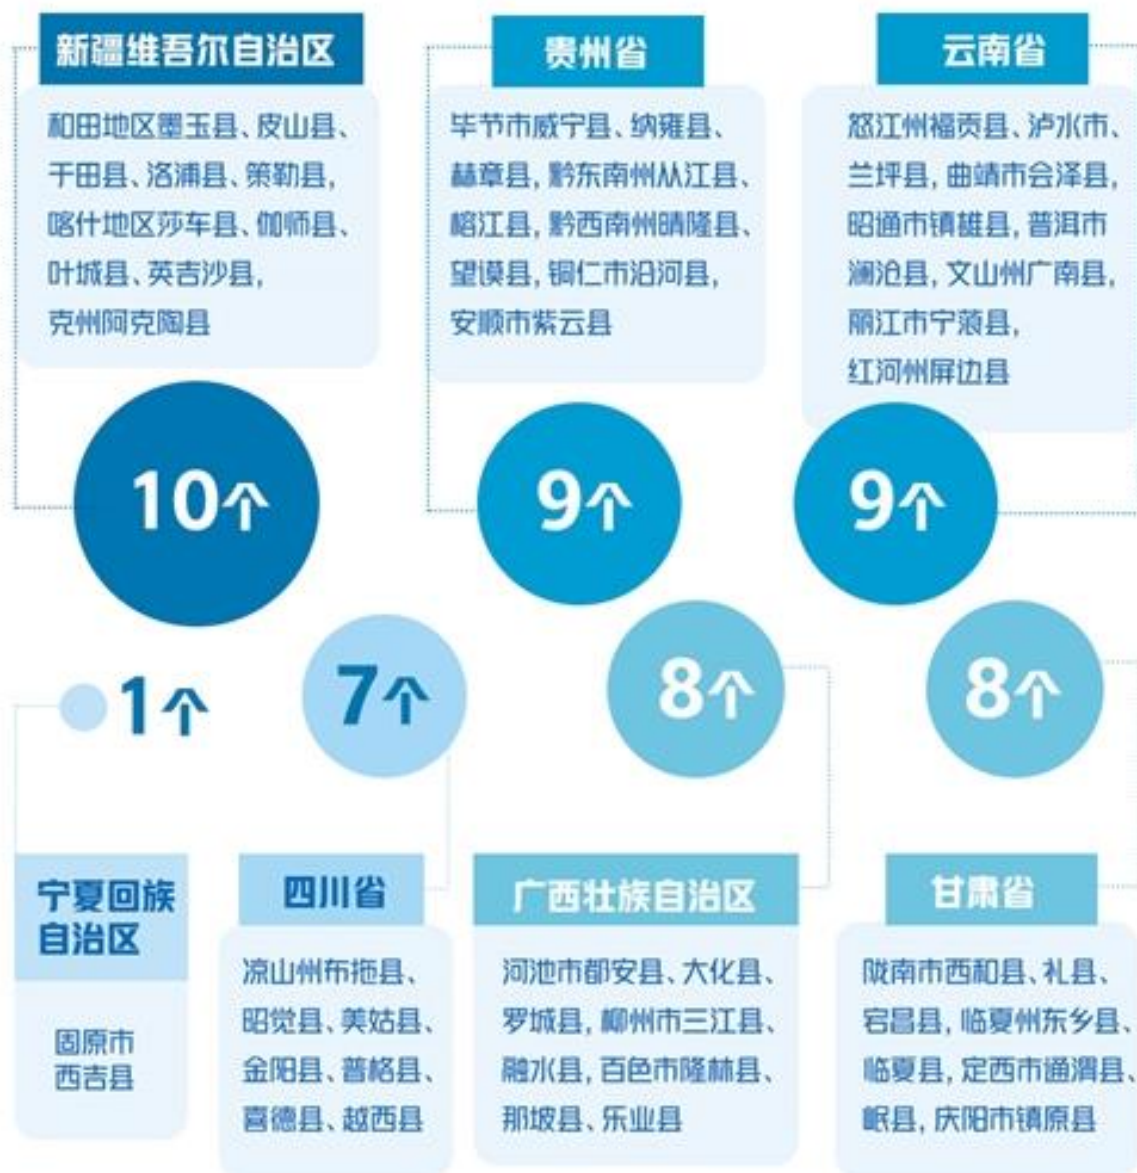 新疆维吾尔自治区
和田地区墨玉县、皮山县、
于田县、洛浦县、策勒县,
喀什地区莎车县、伽师县、
叶城县、英吉沙县,
克州阿克陶县
10个
贵州省
毕节市威宁县、纳雍县、
赫章县, 黔东南州从江县、
榕江县, 黔西南州晴隆县、
望谟县, 铜仁市沿河县,
安顺市紫云县
9个
云南省
怒江州福贡县、泸水市、
兰坪县, 曲靖市会泽县,
昭通市镇雄县, 普洱市
澜沧县, 文山州广南县,
丽江市宁蒗县,
红河州屏边县
9个
1个
宁夏回族
自治区
固原市
西吉县
7个
四川省
凉山州布拖县、
昭觉县、美姑县、
金阳县、普格县、
喜德县、越西县
8个
广西壮族自治区
河池市都安县、大化县、
罗城县, 柳州市三江县、
融水县, 百色市隆林县、
那坡县、乐业县
8个
甘肃省
陇南市西和县、礼县、
宕昌县, 临夏州东乡县、
临夏县, 定西市通渭县、
岷县, 庆阳市镇原县